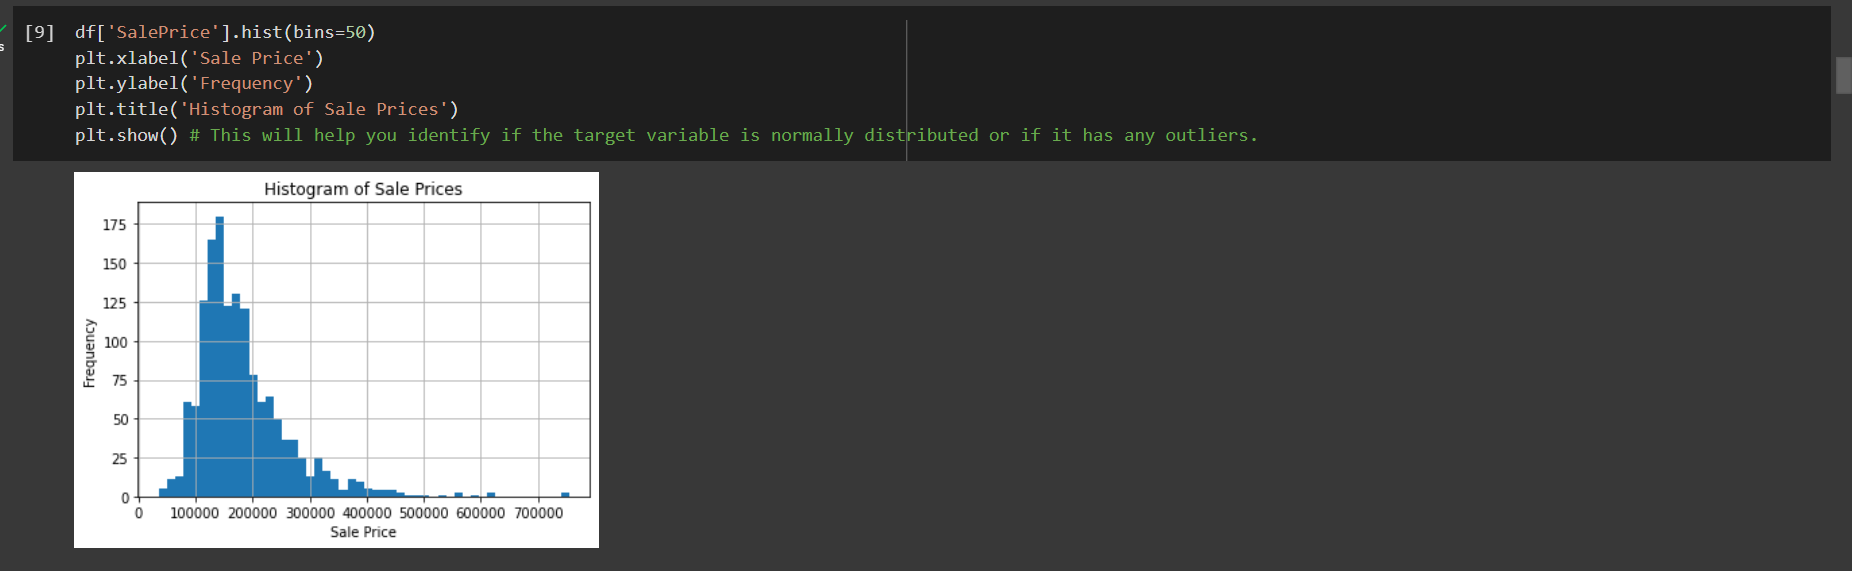 [9] df['SalePrice'].hist(bins=50)
plt.xlabel('Sale Price')
plt.ylabel('Frequency')
plt.title('Histogram of Sale Prices')
plt.show() # This will help you identify if the target variable is normally distributed or if it has any outliers.
s
Histogram of Sale Prices
175
150
125
100
75
50
25
0
Frequency
0 100000 200000 300000 400000 500000 600000 700000
Sale Price